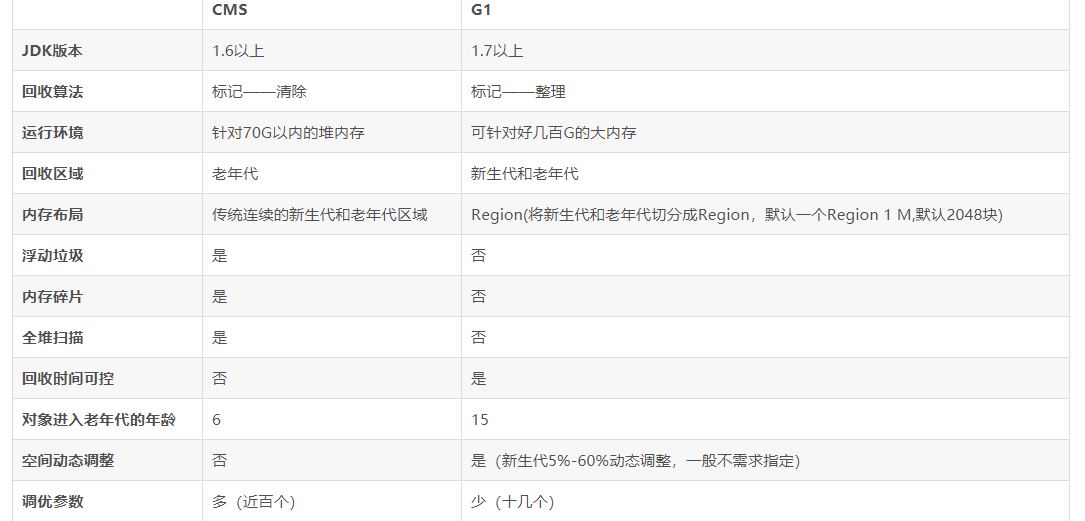 CMS G1
JDK版本 1.6以上 1.7以上
回收算法 标记——清除 标记——整理
运行环境 针对70G以内的堆内存 可针对好几百G的大内存
回收区域 老年代 新生代和老年代
内存布局 传统连续的新生代和老年代区域 Region(将新生代和老年代切分成Region，默认一个Region 1 M,默认2048块)
浮动垃圾 是 否
内存碎片 是 否
全堆扫描 是 否
回收时间可控 否 是
对象进入老年代的年龄 6 15
空间动态调整 否 是（新生代5%-60%动态调整，一般不需求指定）
调优参数 多（近百个） 少（十几个）